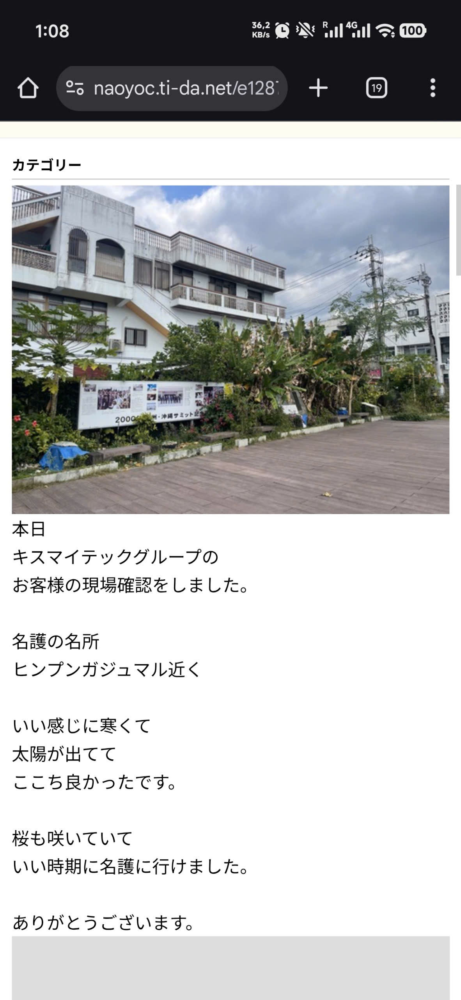 1:08
36,2
KB/s
R
4G
100
naoyoc.ti-da.net/e128
19
カテゴリー
2000
州・沖縄サミット記
本日
キスマイテックグループの
お客様の現場確認をしました。
名護の名所
ヒンプンガジュマル近く
いい感じに寒くて
太陽が出てて
ここち良かったです。
桜も咲いていて
いい時期に名護に行けました。
ありがとうございます。